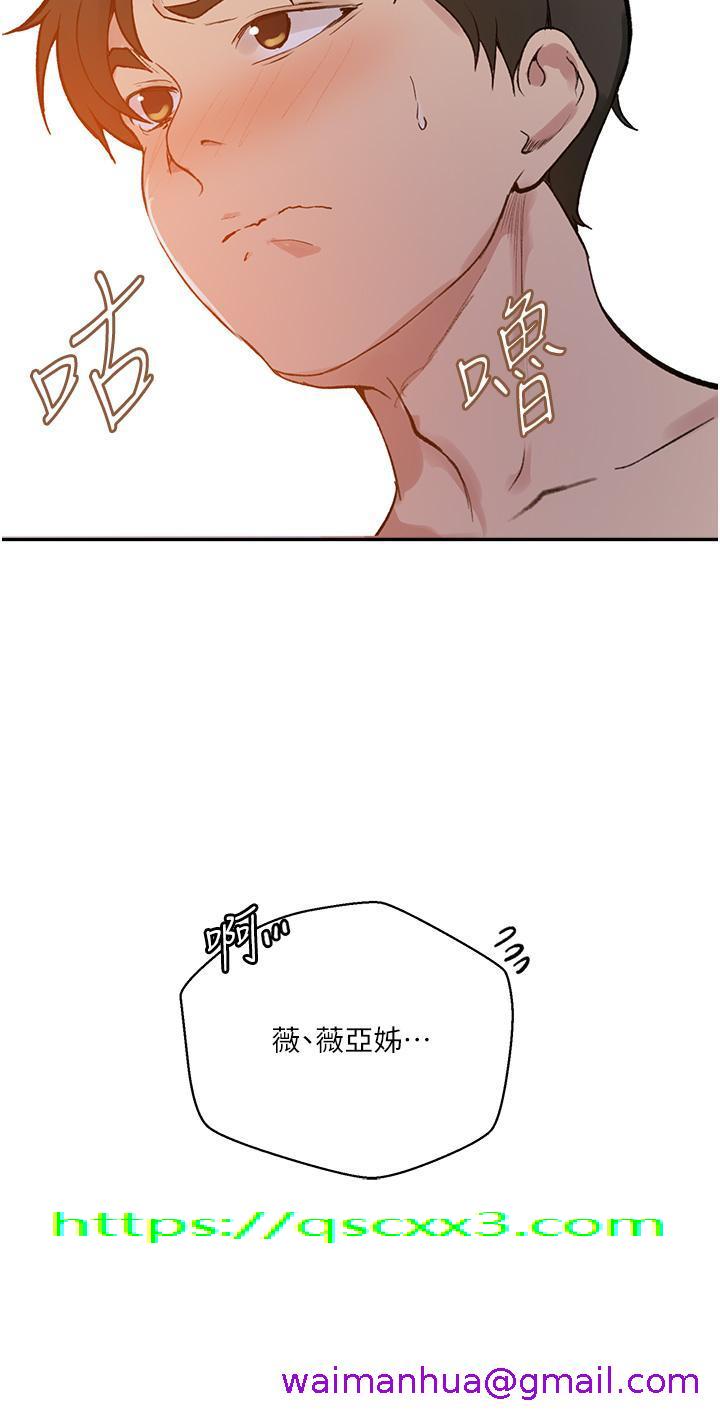 咕
嚕
啊…
薇、薇亞姊…
https://qscxx3.com
waimanhua@gmail.com